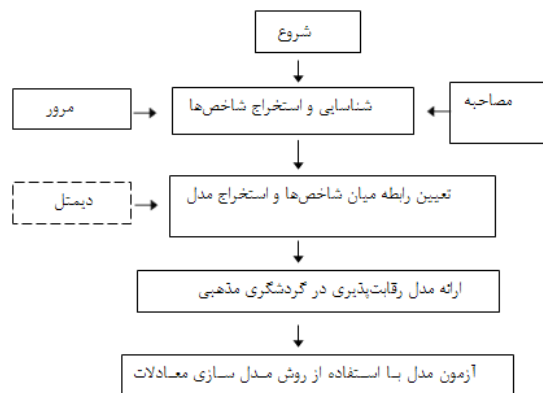 شروع
مصاحبه
شناسایی و استخراج شاخص‌ها
مرور
تعیین رابطه میان شاخص‌ها و استخراج مدل
دیمتل
ارائه مدل رقابت‌پذیری در گردشگری مذهبی
آزمون مدل با استفاده از روش مدل سازی معادلات